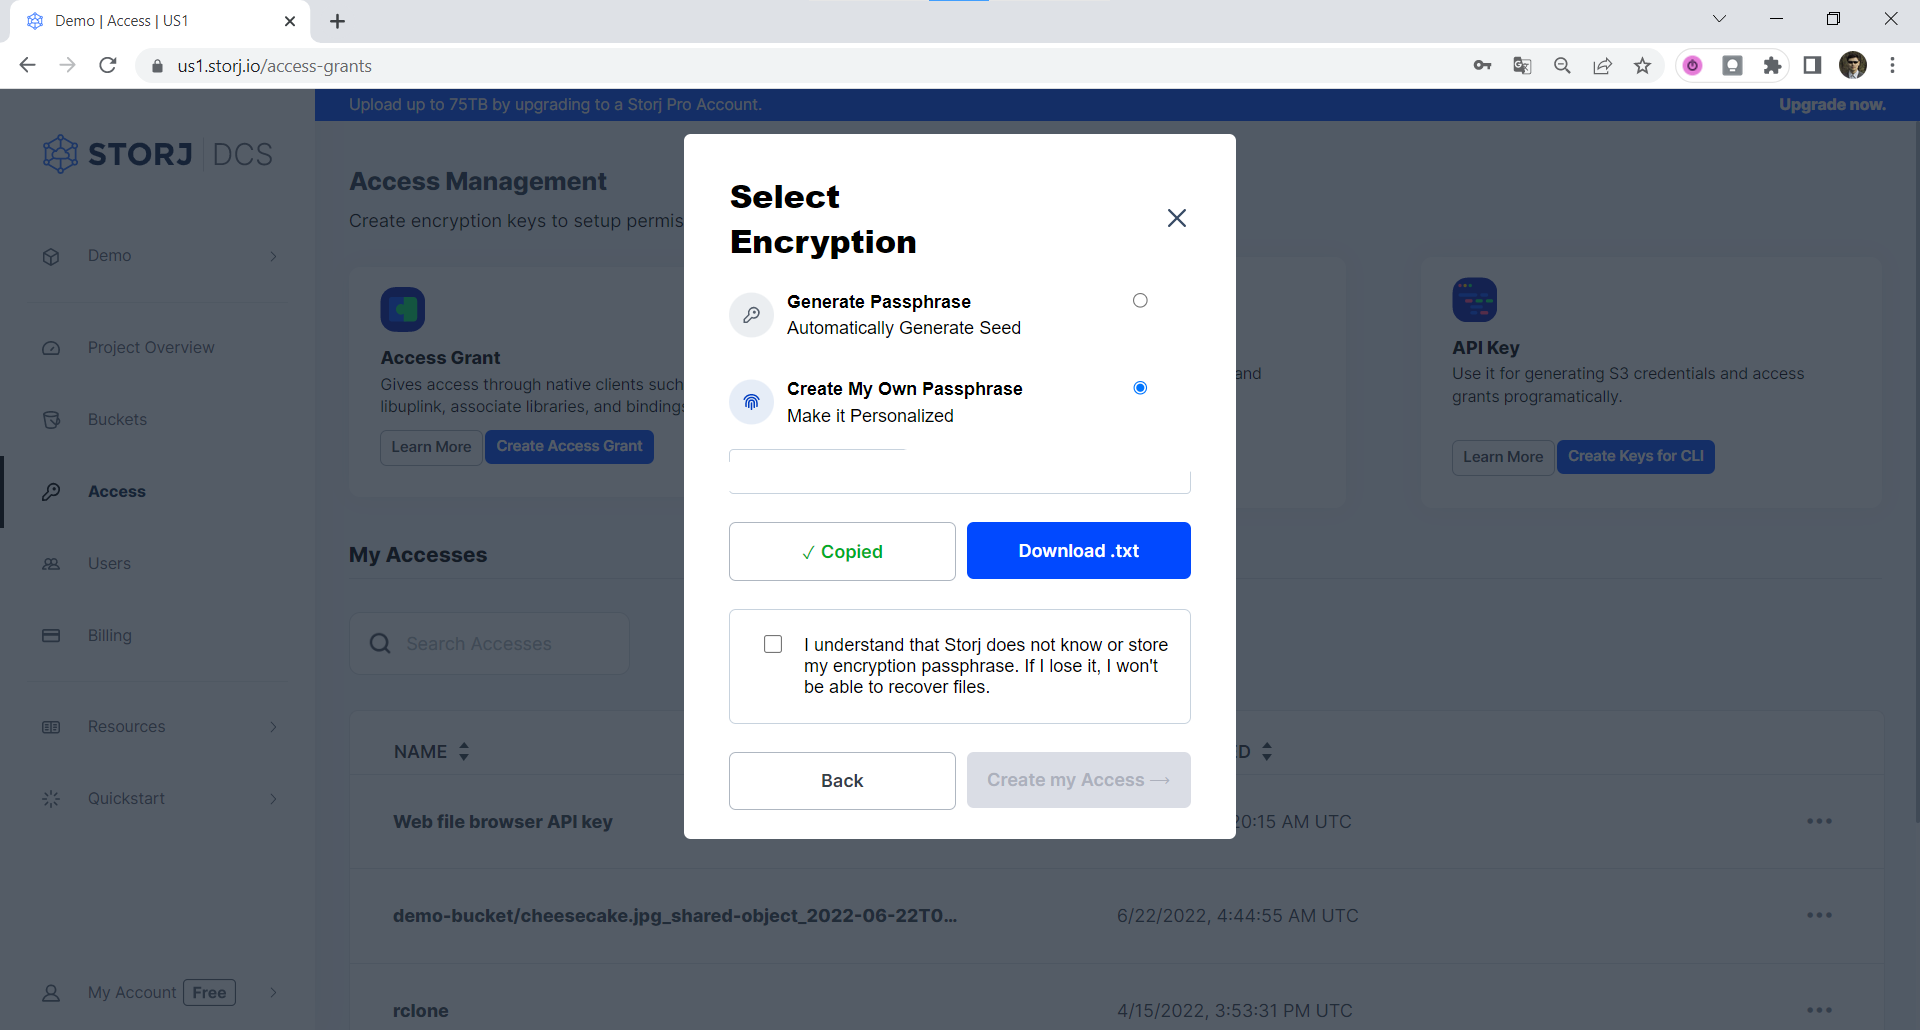 Demo | Access | US1
us1.storj.io/access-grants
Upload up to 75TB by upgrading to a Storj Pro Account.
Upgrade now.
STORJ DCS
Demo
Project Overview
Buckets
Access
Users
Billing
Resources
Quickstart
My Account Free
Access Management
Create encryption keys to setup permis
Access Grant
Gives access through native clients such
libuplink, associate libraries, and bindings
Learn More
Create Access Grant
and
API Key
Use it for generating S3 credentials and access
grants programatically.
Learn More
Create Keys for CLI
My Accesses
Search Accesses
NAME
ED
Web file browser API key
20:15 AM UTC
demo-bucket/cheesecake.jpg_shared-object_2022-06-22T0...
6/22/2022, 4:44:55 AM UTC
rclone
4/15/2022, 3:53:31 PM UTC
Select
Encryption
Generate Passphrase
Automatically Generate Seed
Create My Own Passphrase
Make it Personalized
✓ Copied
Download .txt
I understand that Storj does not know or store
my encryption passphrase. If I lose it, I won't
be able to recover files.
Back
Create my Access →